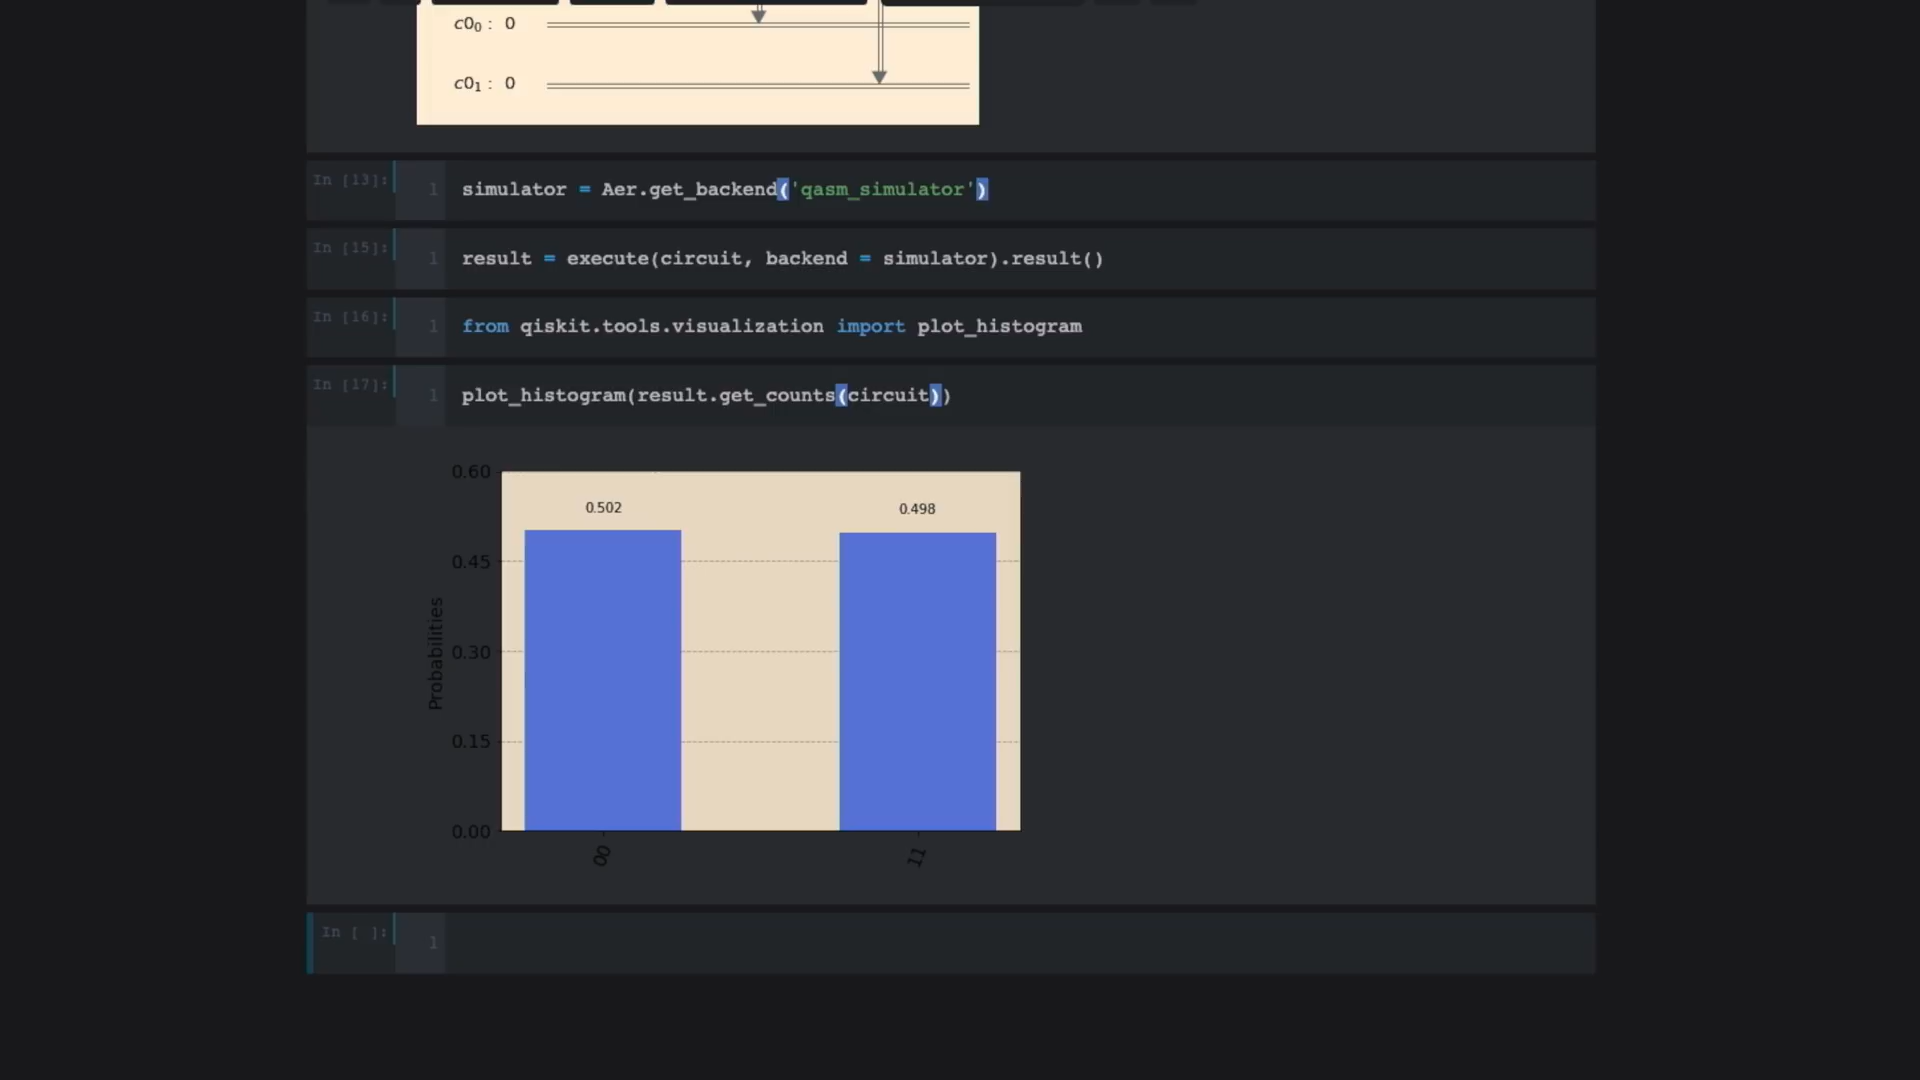 c0₀ : 0
c0₁ : 0
In [13]: 1 simulator = Aer.get_backend('qasm_simulator')
In [15]: 1 result = execute(circuit, backend = simulator).result()
In [16]: 1 from qiskit.tools.visualization import plot_histogram
In [17]: 1 plot_histogram(result.get_counts(circuit))
0.60
0.502
0.498
0.45
0.30
0.15
0.00
Probabilities
00
11
In [ ]: 1